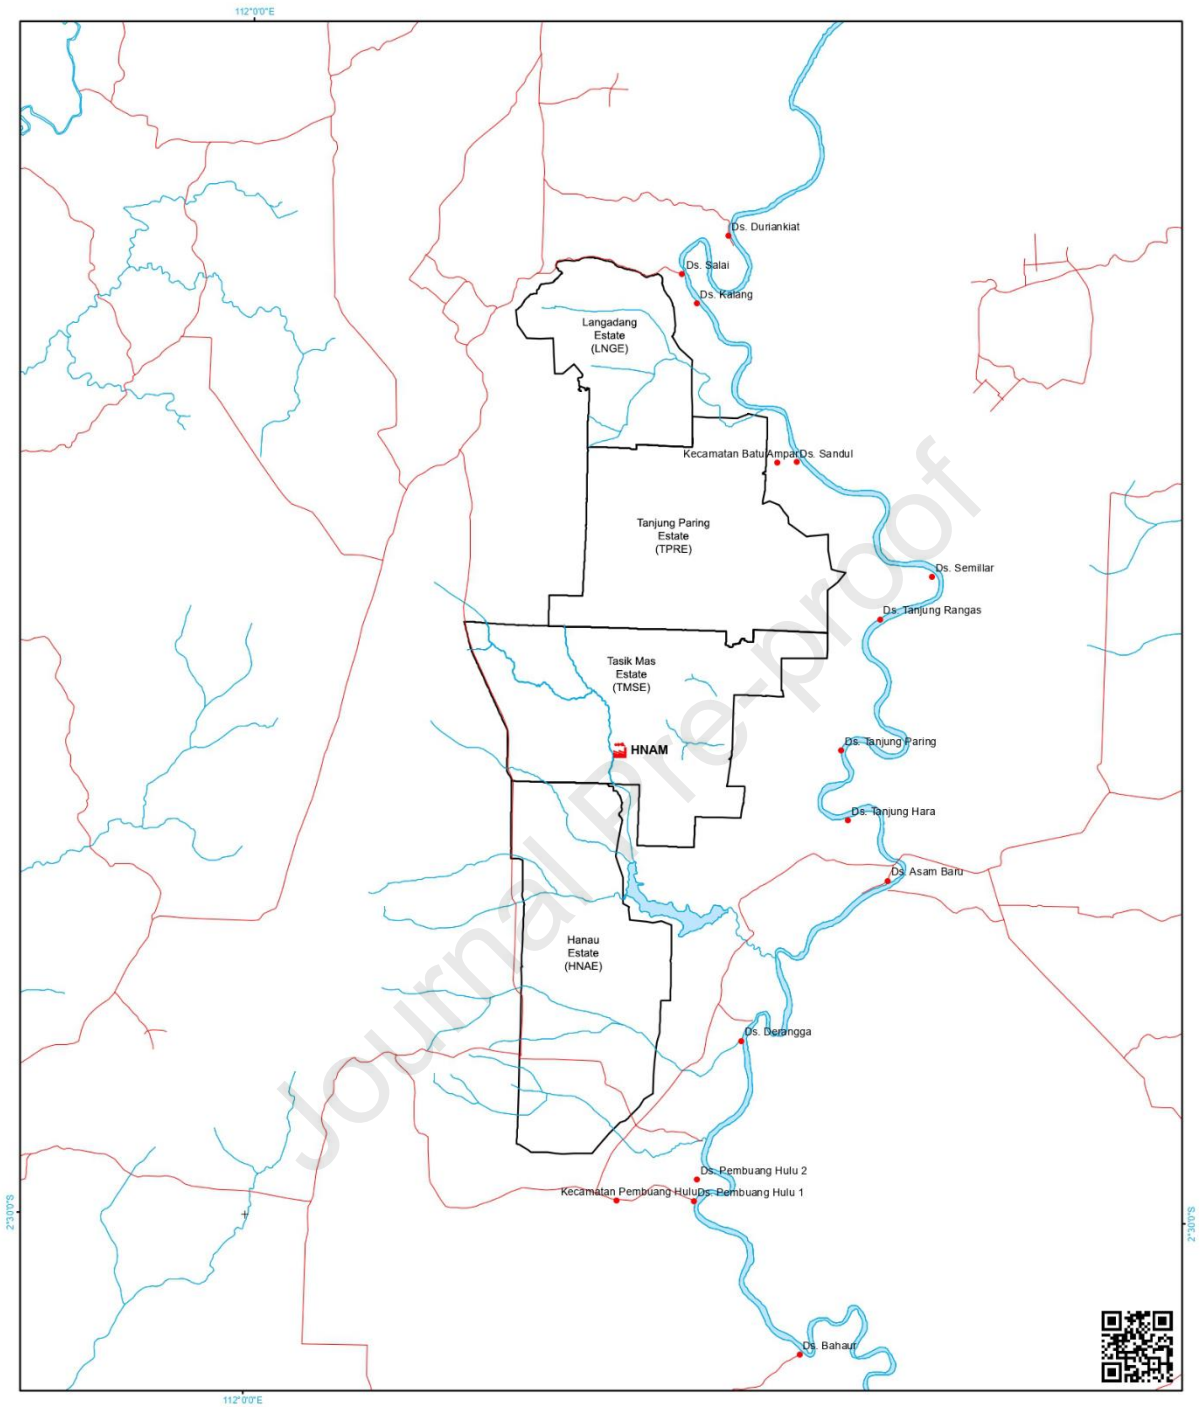 112°0'0"E
Ds. Duriankiat
Ds. Salai
Ds. Kalang
Langadang
Estate
(LNGE)
Kecamatan Batu Ampar
Ds. Sandul
Tanjung Paring
Estate
(TPRE)
Ds. Semillar
Ds. Tanjung Rangas
Tasik Mas
Estate
(TMSE)
HNAM
Ds. Tanjung Paring
Ds. Tanjung Hara
Ds. Asam Baru
Hanau
Estate
(HNAE)
Ds. Derangga
Ds. Pembuang Hulu 2
Kecamatan Pembuang Hulu
Ds. Pembuang Hulu 1
2°30'0"S
2°30'0"S
Ds. Bahaur
112°0'0"E
Journal Pre-proof